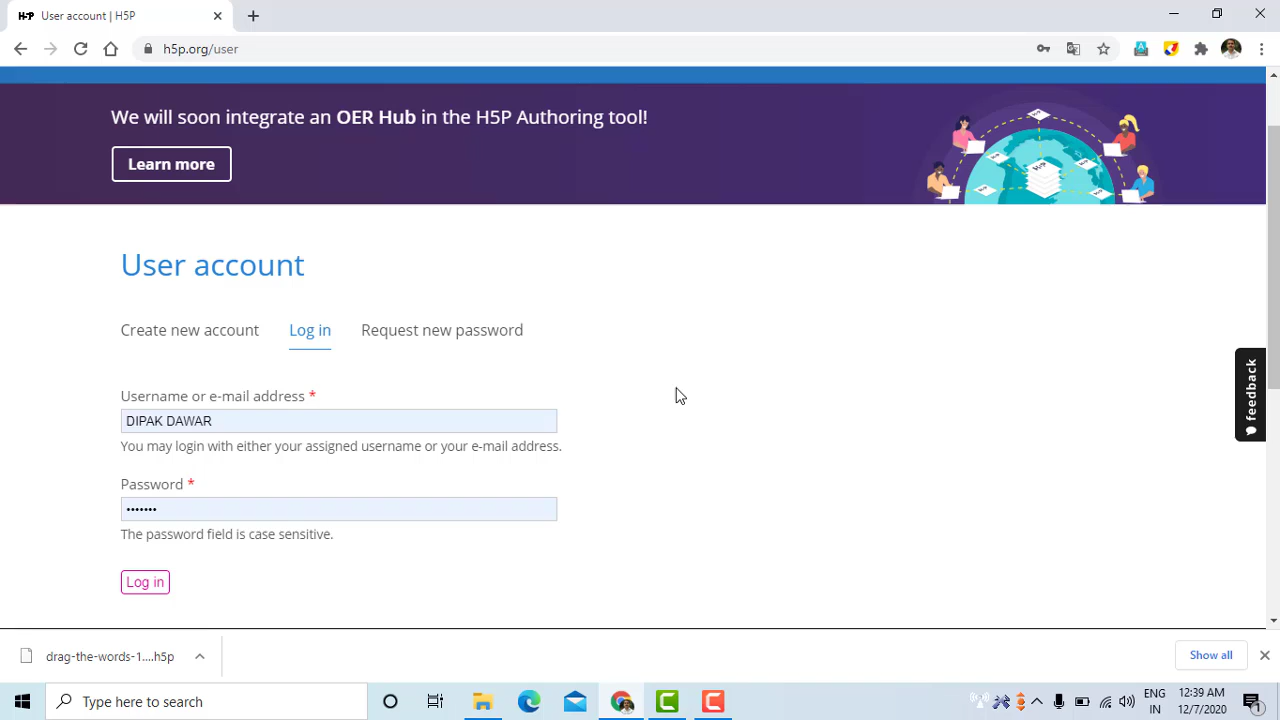 H5P User account | H5P
h5p.org/user
We will soon integrate an OER Hub in the H5P Authoring tool!
Learn more
User account
Create new account Log in Request new password
Username or e-mail address *
DIPAK DAWAR
You may login with either your assigned username or your e-mail address.
Password *
•••••••
The password field is case sensitive.
Log in
feedback
drag-the-words-1....h5p
Show all
Type here to search
ENG
IN
12:39 AM
12/7/2020
1